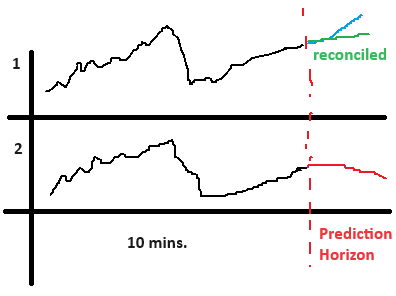 1
reconciled
2
10 mins.
Prediction
Horizon